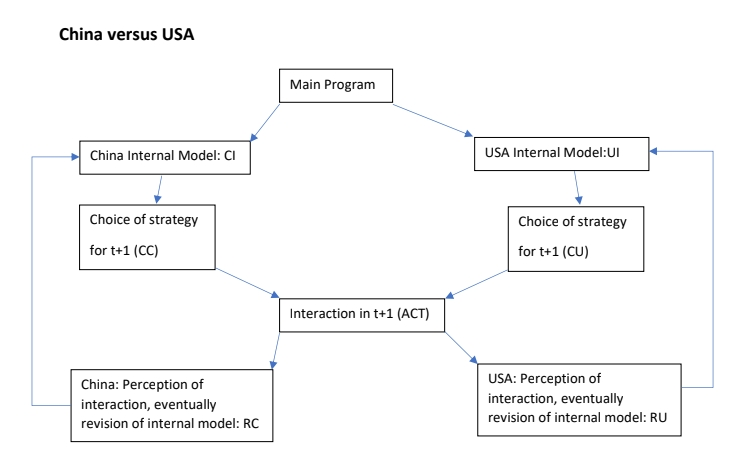 China versus USA
Main Program
China Internal Model: CI
USA Internal Model:UI
Choice of strategy
for t+1 (CC)
Choice of strategy
for t+1 (CU)
Interaction in t+1 (ACT)
China: Perception of
interaction, eventually
revision of internal model: RC
USA: Perception of
interaction, eventually
revision of internal model: RU